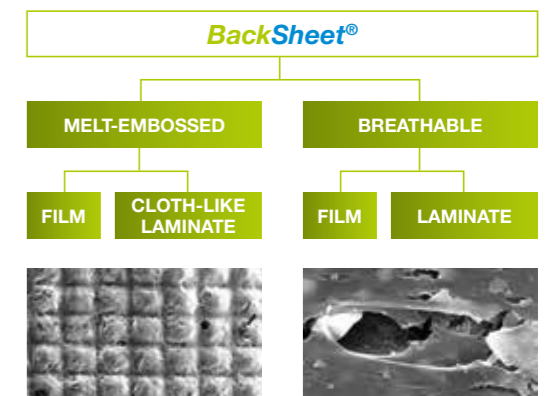 BackSheet®
MELT-EMBOSSED
BREATHABLE
FILM
CLOTH-LIKE
LAMINATE
FILM
LAMINATE